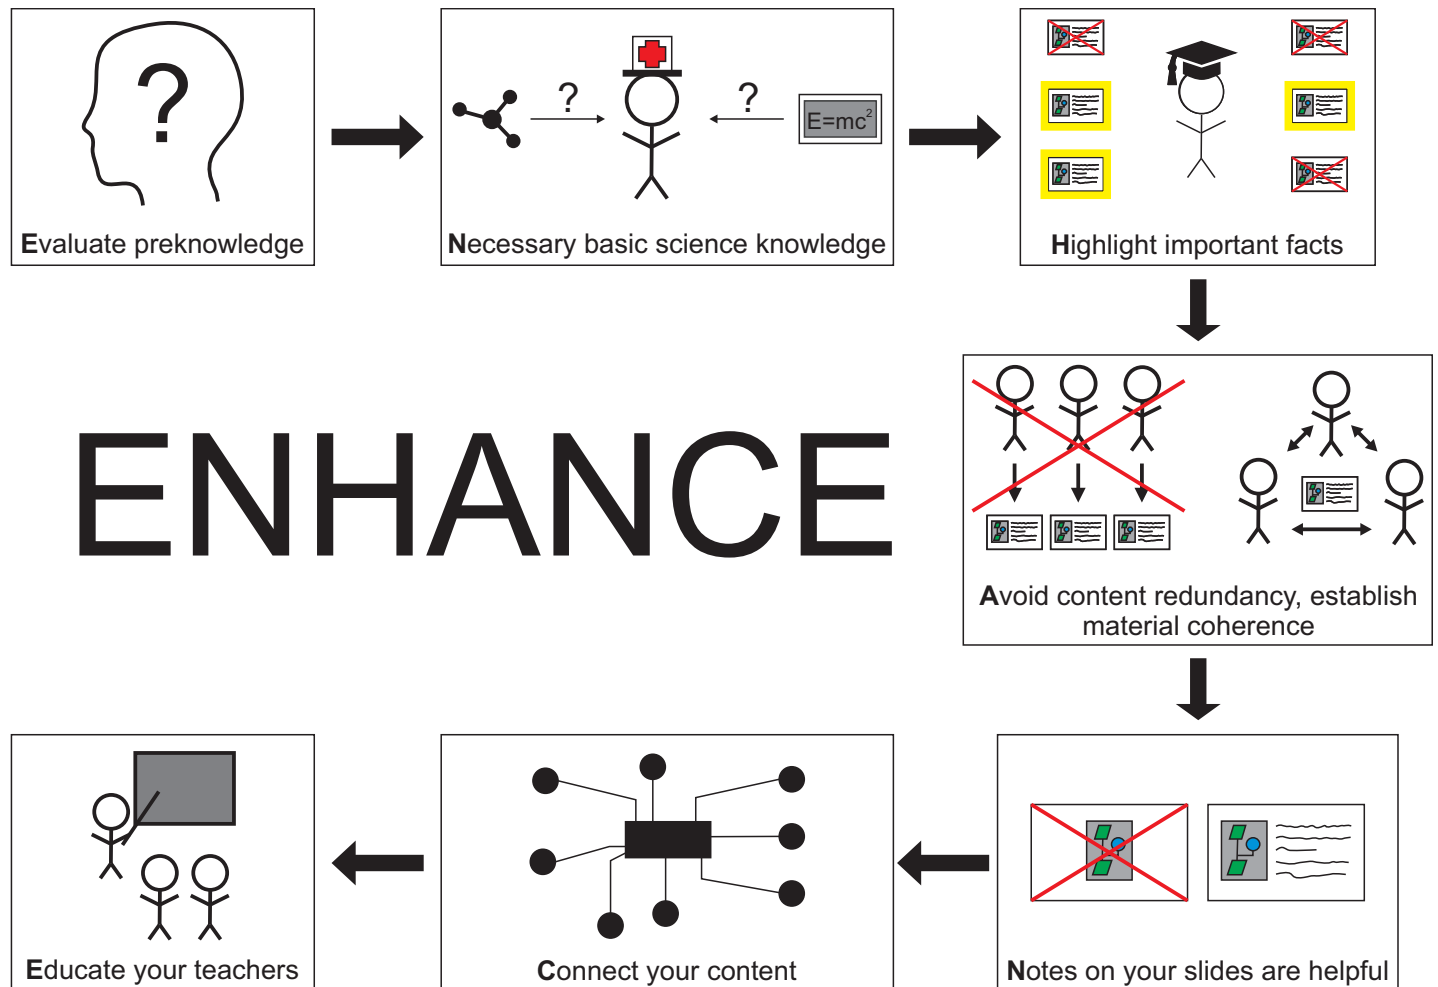 ?
Evaluate preknowledge
?
?
E=mc²
Necessary basic science knowledge
Highlight important facts
ENHANCE
Avoid content redundancy, establish
material coherence
Notes on your slides are helpful
Connect your content
Educate your teachers